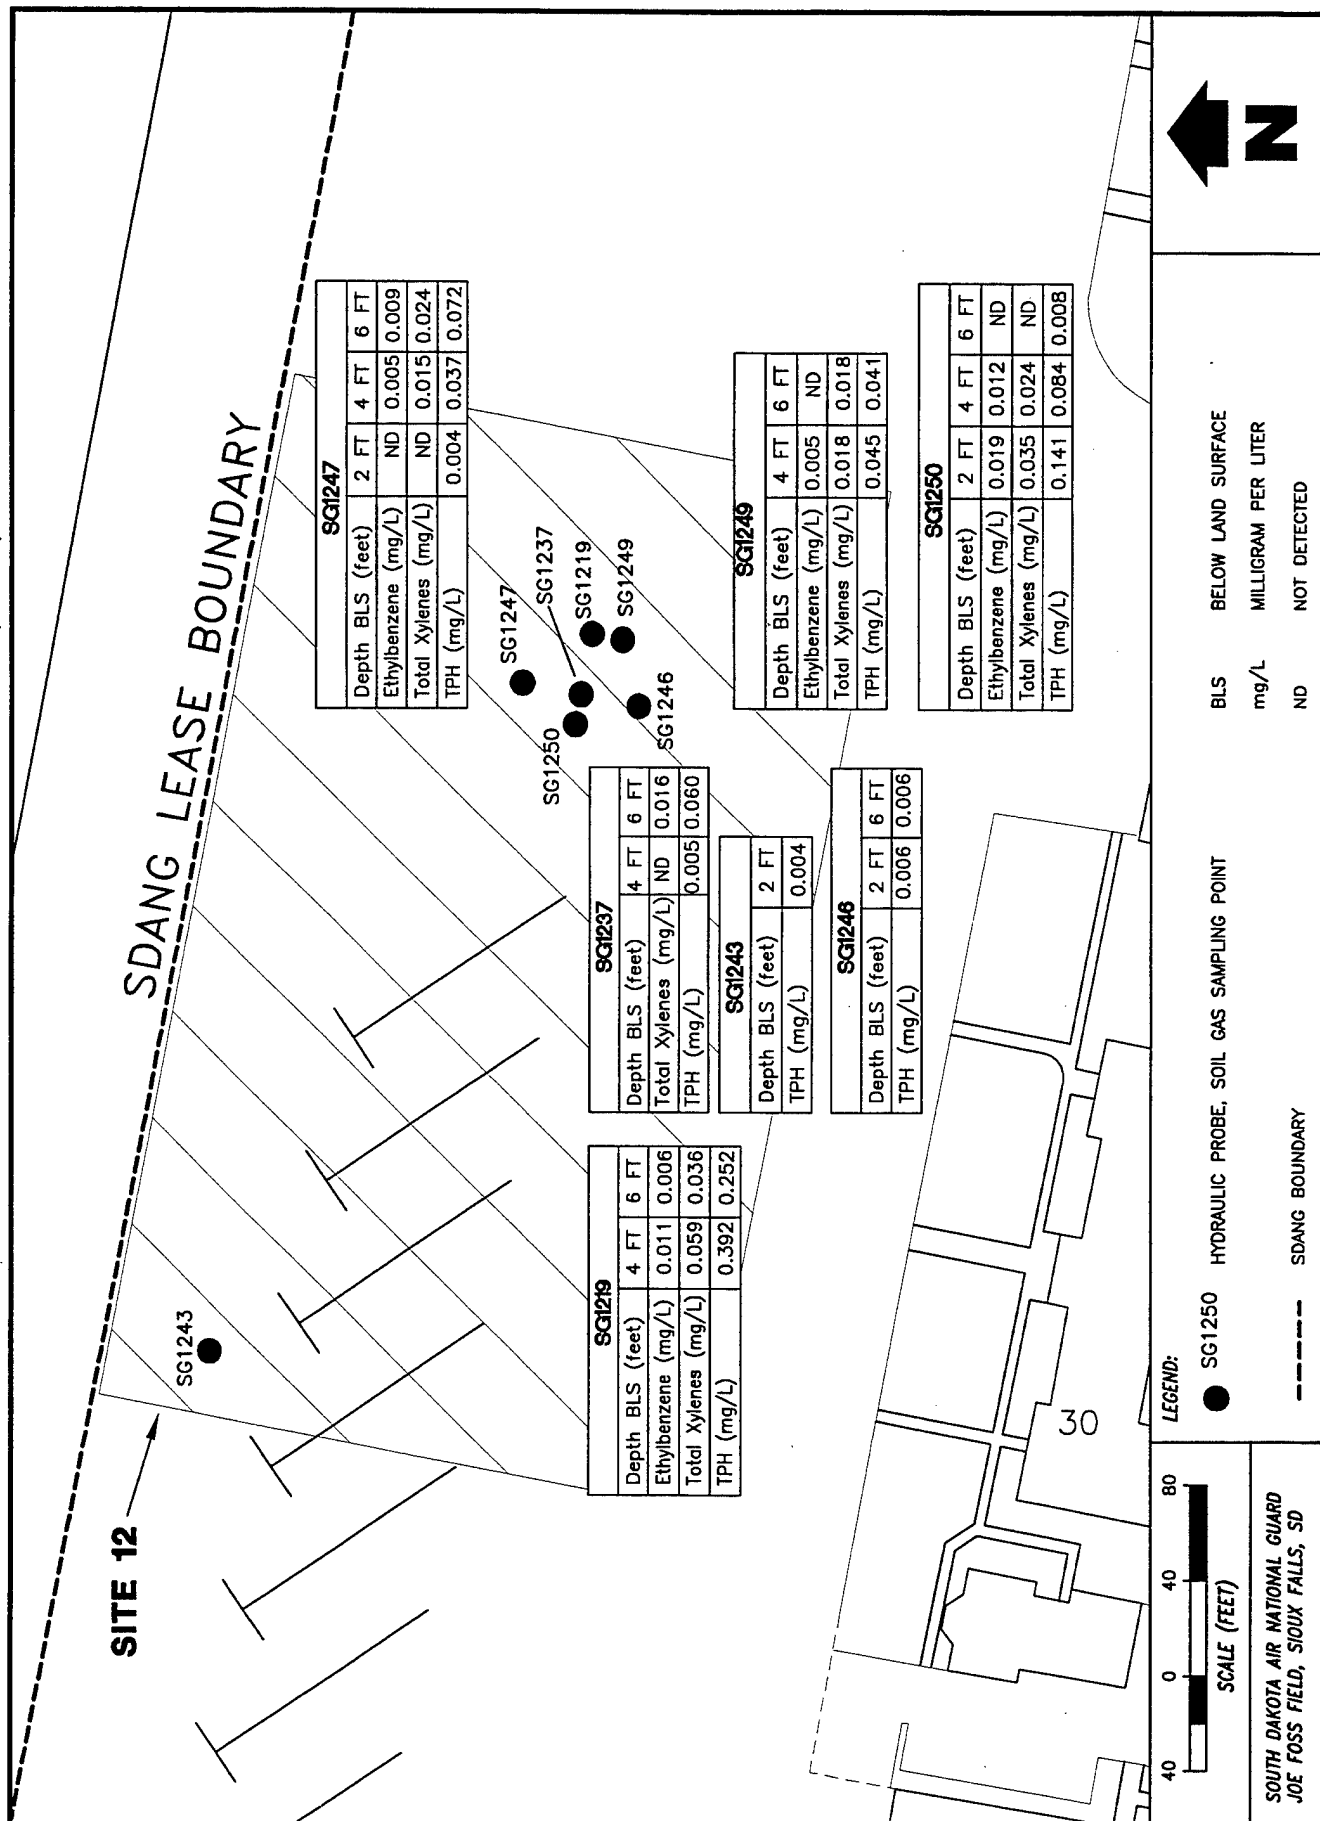 SITE 12
SDANG LEASE BOUNDARY
SG1243
SG1247
SG1237
SG1219
SG1249
SG1250
SG1246
SG1247
Depth BLS (feet) 2 FT 4 FT 6 FT
Ethylbenzene (mg/L) ND 0.005 0.009
Total Xylenes (mg/L) ND 0.015 0.024
TPH (mg/L) 0.004 0.037 0.072
SG1219
Depth BLS (feet) 4 FT 6 FT
Ethylbenzene (mg/L) 0.011 0.006
Total Xylenes (mg/L) 0.059 0.036
TPH (mg/L) 0.392 0.252
SG1237
Depth BLS (feet) 4 FT 6 FT
Total Xylenes (mg/L) ND 0.016
TPH (mg/L) 0.005 0.060
SG1243
Depth BLS (feet) 2 FT
TPH (mg/L) 0.004
SG1246
Depth BLS (feet) 2 FT 6 FT
TPH (mg/L) 0.006 0.006
SG1249
Depth BLS (feet) 4 FT 6 FT
Ethylbenzene (mg/L) 0.005 ND
Total Xylenes (mg/L) 0.018 0.018
TPH (mg/L) 0.045 0.041
SG1250
Depth BLS (feet) 2 FT 4 FT 6 FT
Ethylbenzene (mg/L) 0.019 0.012 ND
Total Xylenes (mg/L) 0.035 0.024 ND
TPH (mg/L) 0.141 0.084 0.008
30
40 0 40 80
SCALE (FEET)
SOUTH DAKOTA AIR NATIONAL GUARD
JOE FOSS FIELD, SIOUX FALLS, SD
LEGEND:
SG1250 HYDRAULIC PROBE, SOIL GAS SAMPLING POINT
SDANG BOUNDARY
BLS BELOW LAND SURFACE
mg/L MILLIGRAM PER LITER
ND NOT DETECTED
N